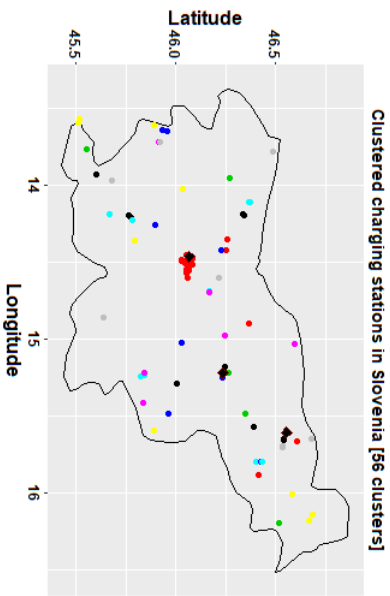 Clustered charging stations in Slovenia [56 clusters]
Latitude
46.5
46.0
45.5
14
15
16
Longitude